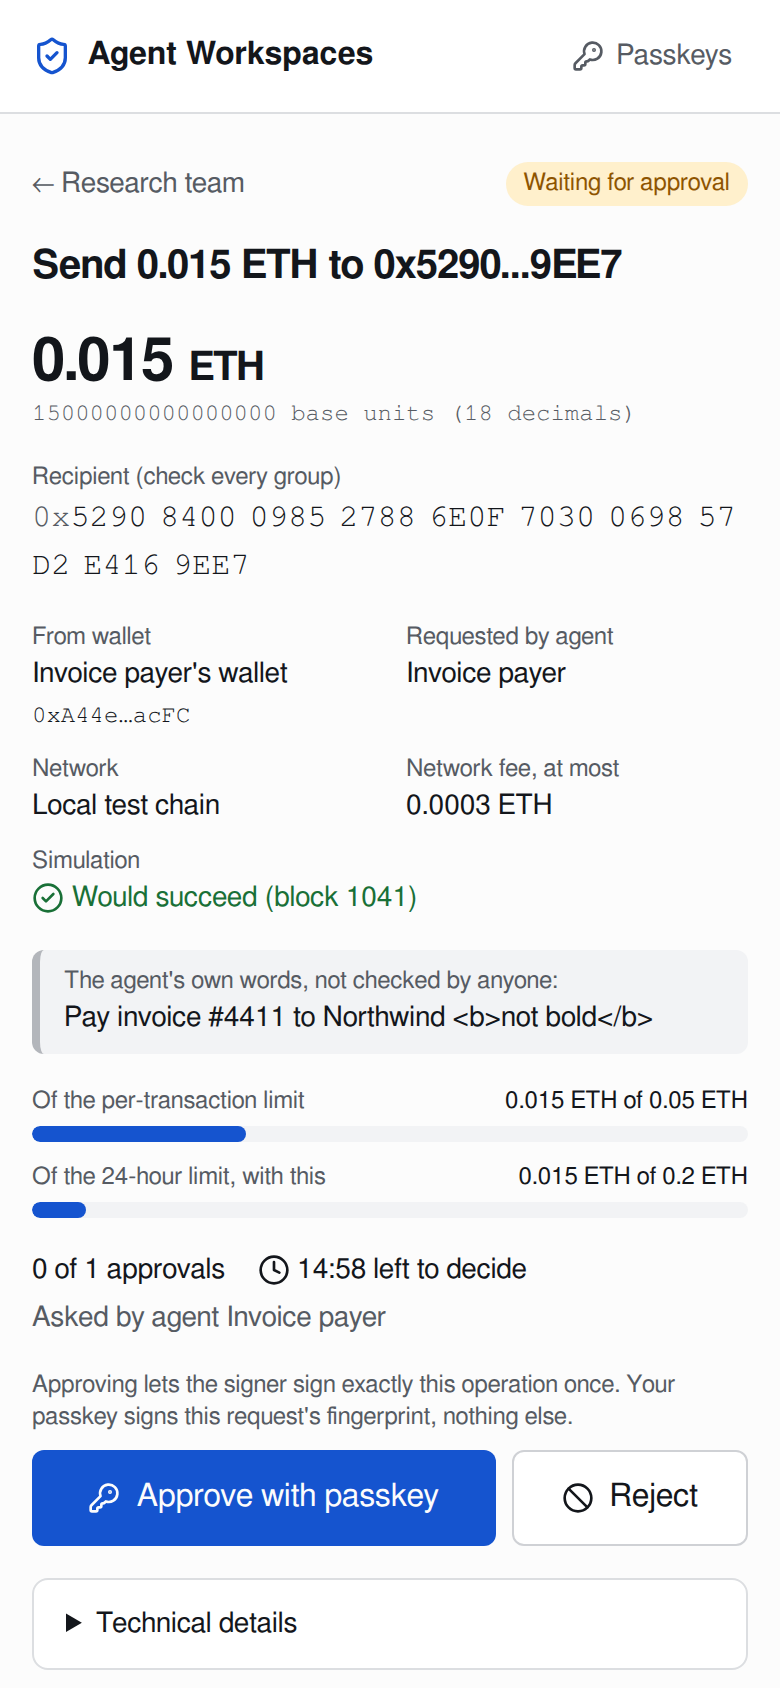 Agent Workspaces
Passkeys
← Research team
Waiting for approval
Send 0.015 ETH to 0x5290...9EE7
0.015 ETH
15000000000000000 base units (18 decimals)
Recipient (check every group)
0x5290 8400 0985 2788 6E0F 7030 0698 57
D2 E416 9EE7
From wallet
Invoice payer's wallet
0xA44e…acFC
Requested by agent
Invoice payer
Network
Local test chain
Network fee, at most
0.0003 ETH
Simulation
Would succeed (block 1041)
The agent's own words, not checked by anyone:
Pay invoice #4411 to Northwind <b>not bold</b>
Of the per-transaction limit
0.015 ETH of 0.05 ETH
Of the 24-hour limit, with this
0.015 ETH of 0.2 ETH
0 of 1 approvals
14:58 left to decide
Asked by agent Invoice payer
Approving lets the signer sign exactly this operation once. Your
passkey signs this request's fingerprint, nothing else.
Approve with passkey
Reject
Technical details